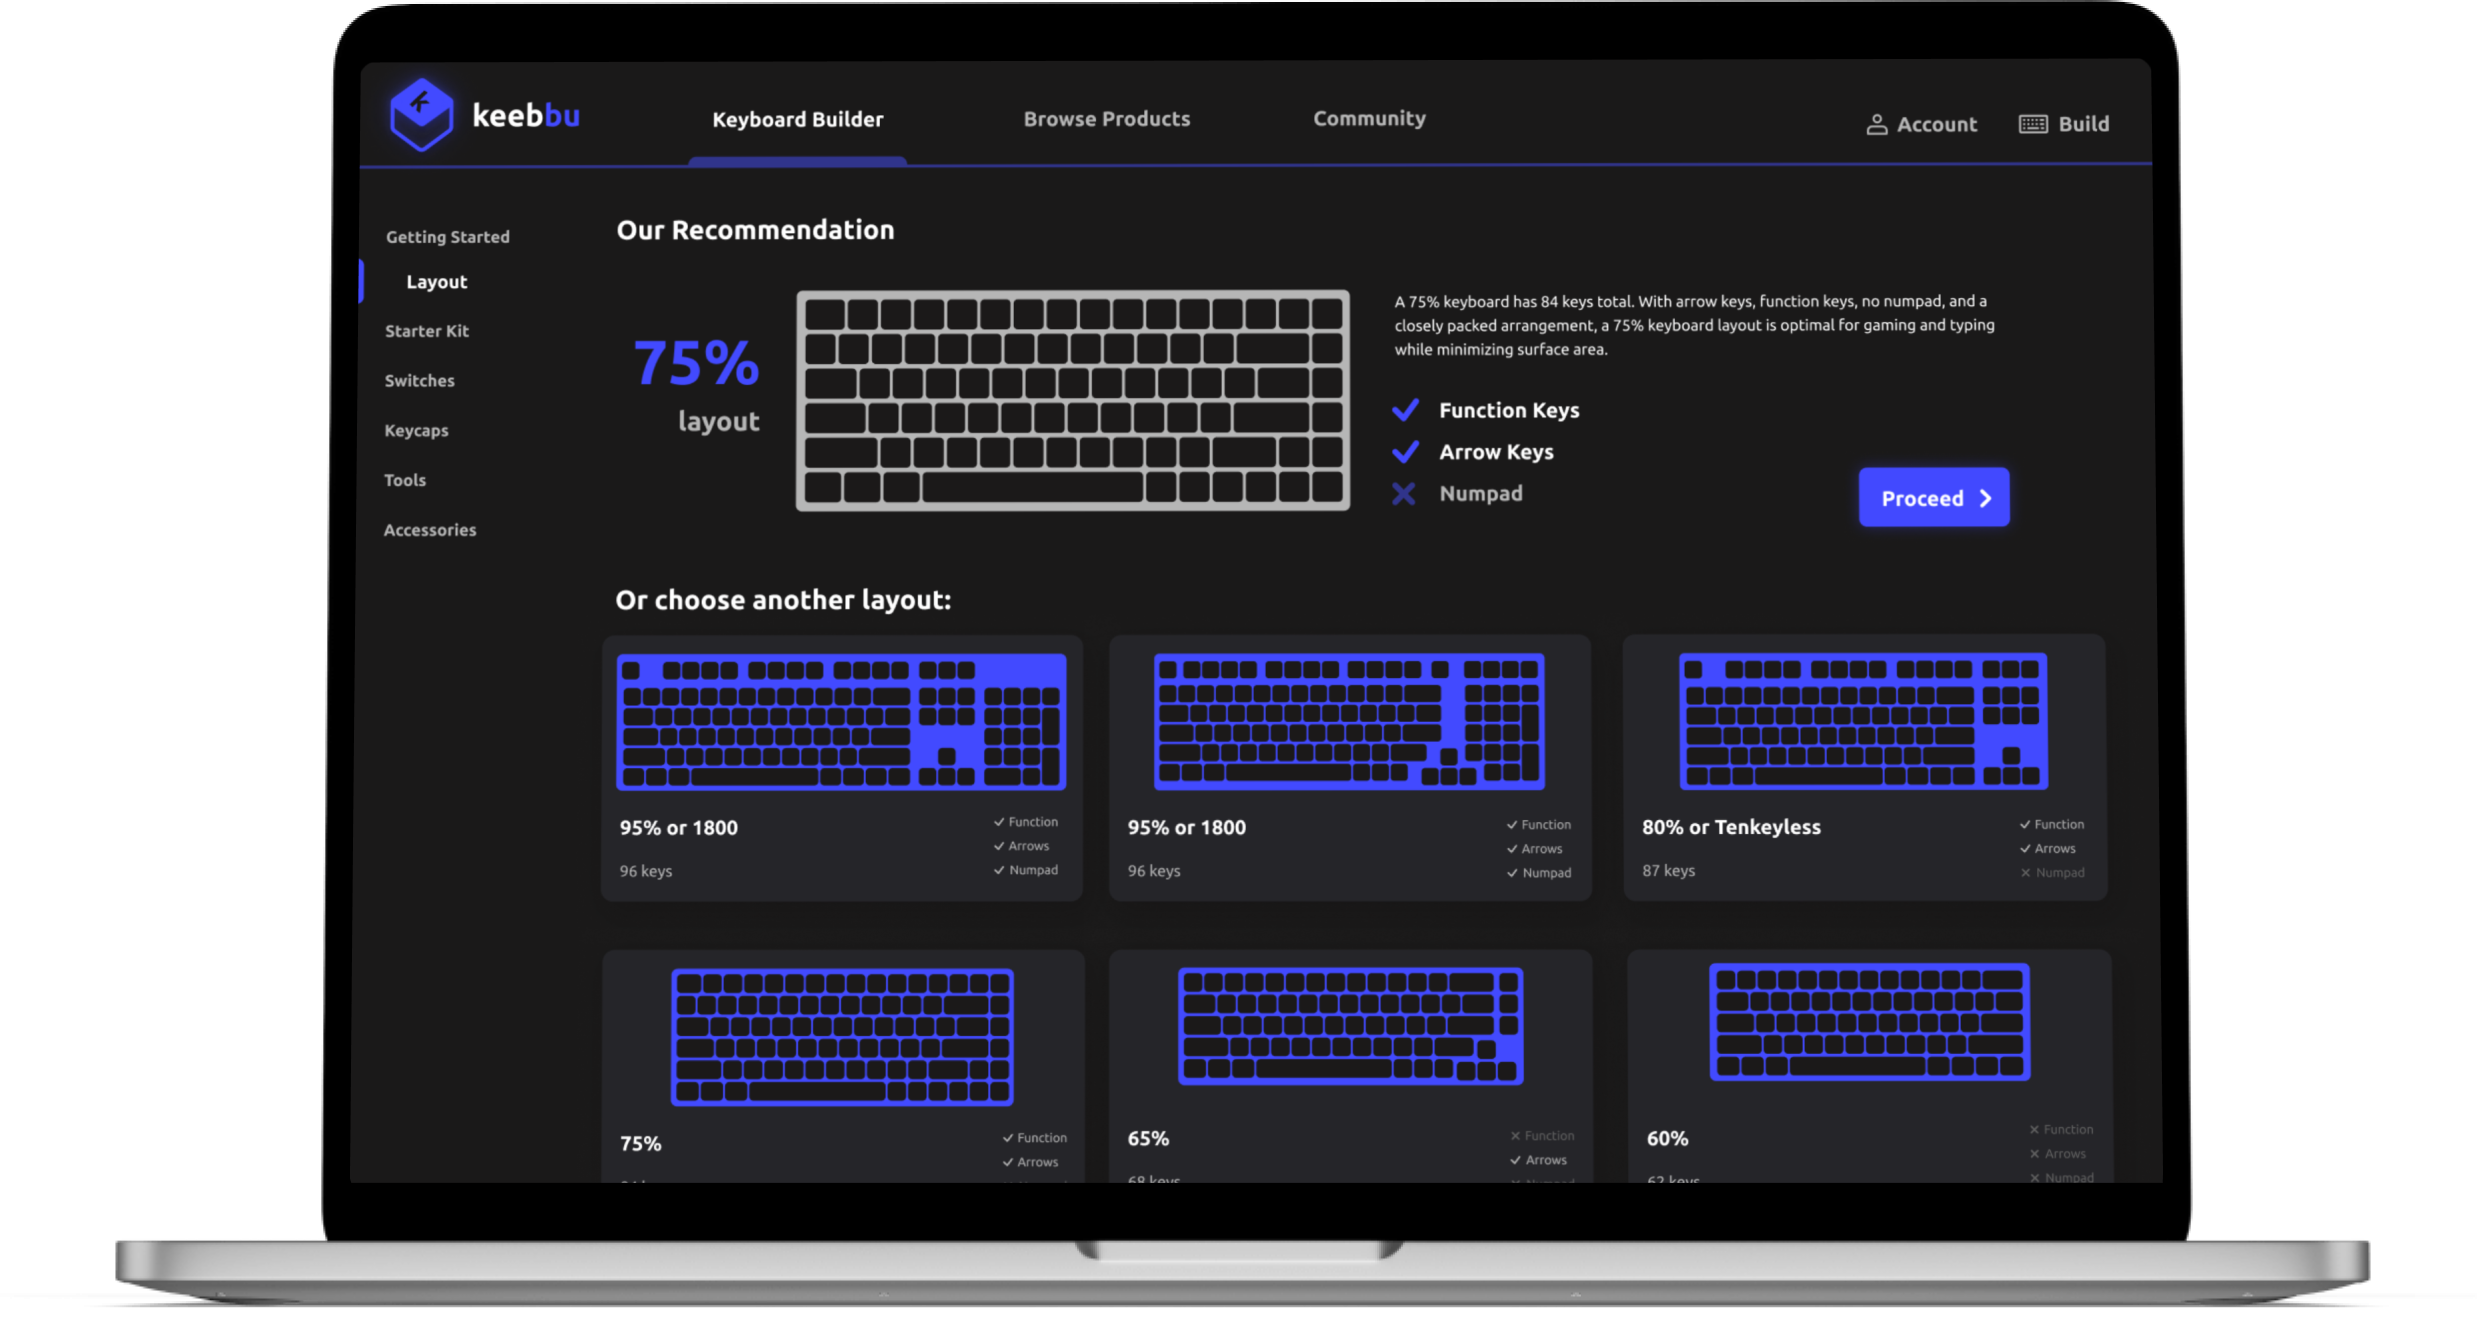 keebbu
Keyboard Builder
Browse Products
Community
Account
Build
Getting Started
Layout
Starter Kit
Switches
Keycaps
Tools
Accessories
Our Recommendation
75%
layout
A 75% keyboard has 84 keys total. With arrow keys, function keys, no numpad, and a
closely packed arrangement, a 75% keyboard layout is optimal for gaming and typing
while minimizing surface area.
Function Keys
Arrow Keys
Numpad
Proceed
Or choose another layout:
95% or 1800
96 keys
Function
Arrows
Numpad
95% or 1800
96 keys
Function
Arrows
Numpad
80% or Tenkeyless
87 keys
Function
Arrows
Numpad
75%
Function
Arrows
65%
68 keys
Function
Arrows
Numpad
60%
62 keys
Function
Arrows
Numpad